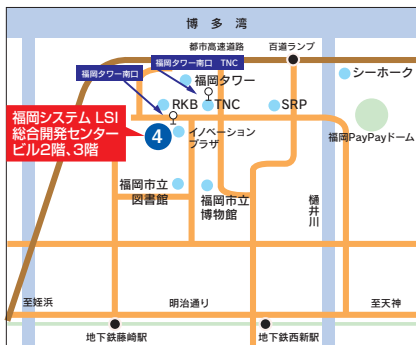 博多湾
都市高速道路
百道ランプ
福岡タワー南口 TNC
福岡タワー南口
福岡タワー
シーホーク
RKB
TNC
SRP
福岡システム LSI
総合開発センター
ビル2階、3階
4
イノベーション
プラザ
福岡PayPayドーム
福岡市立
図書館
福岡市立
博物館
樋井川
至姪浜
明治通り
至天神
地下鉄藤崎駅
地下鉄西新駅